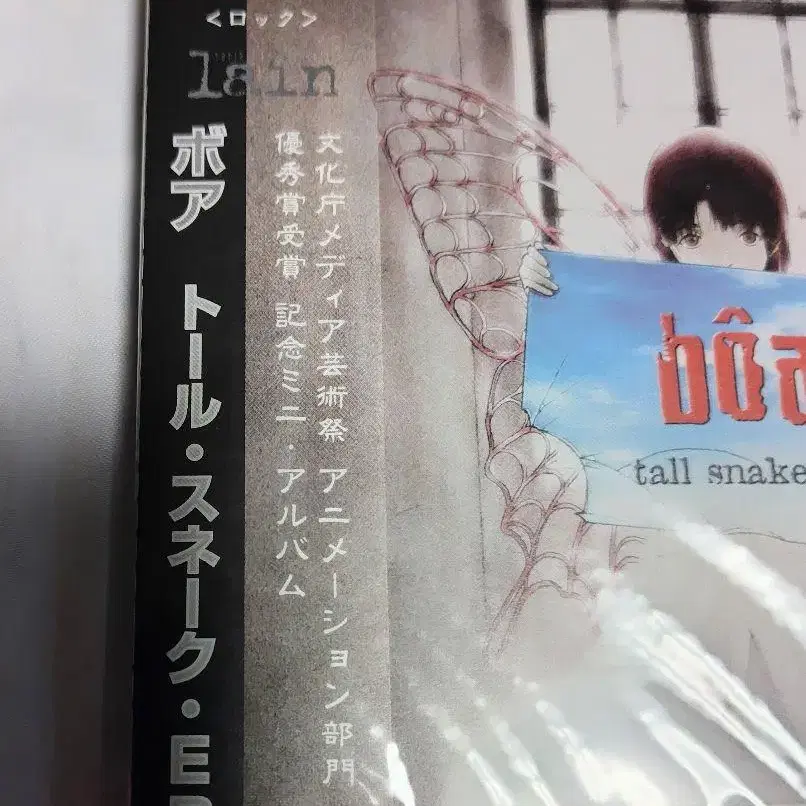 <ロック>
lain
ボア トール・スネーク・E
文化庁メディア芸術祭 アニメーション部門
優秀賞受賞 記念ミニ・アルバム
bôa
tall snake